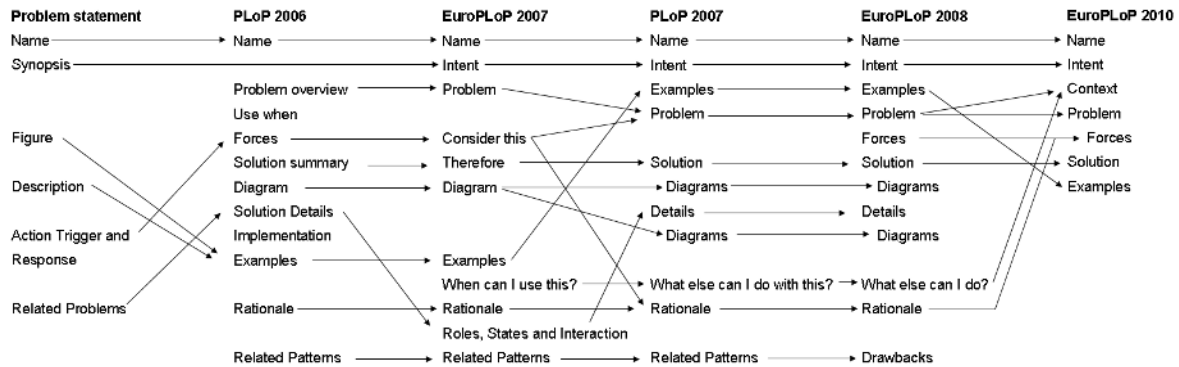 Problem statement PLoP 2006 EuroPLoP 2007 PLoP 2007 EuroPLoP 2008 EuroPLoP 2010
Name Name Name Name Name Name
Synopsis Intent Intent Intent Intent
Problem overview Problem Examples Examples Context
Use when Problem Problem Problem
Figure Forces Consider this Forces Forces
Solution summary Therefore Solution Solution Solution
Description Diagram Diagram Diagrams Diagrams Examples
Solution Details Details Details
Action Trigger and Implementation Diagrams Diagrams
Response Examples Examples
When can I use this? What else can I do with this? What else can I do?
Related Problems Rationale Rationale Rationale Rationale
Roles, States and Interaction
Related Patterns Related Patterns Related Patterns Drawbacks